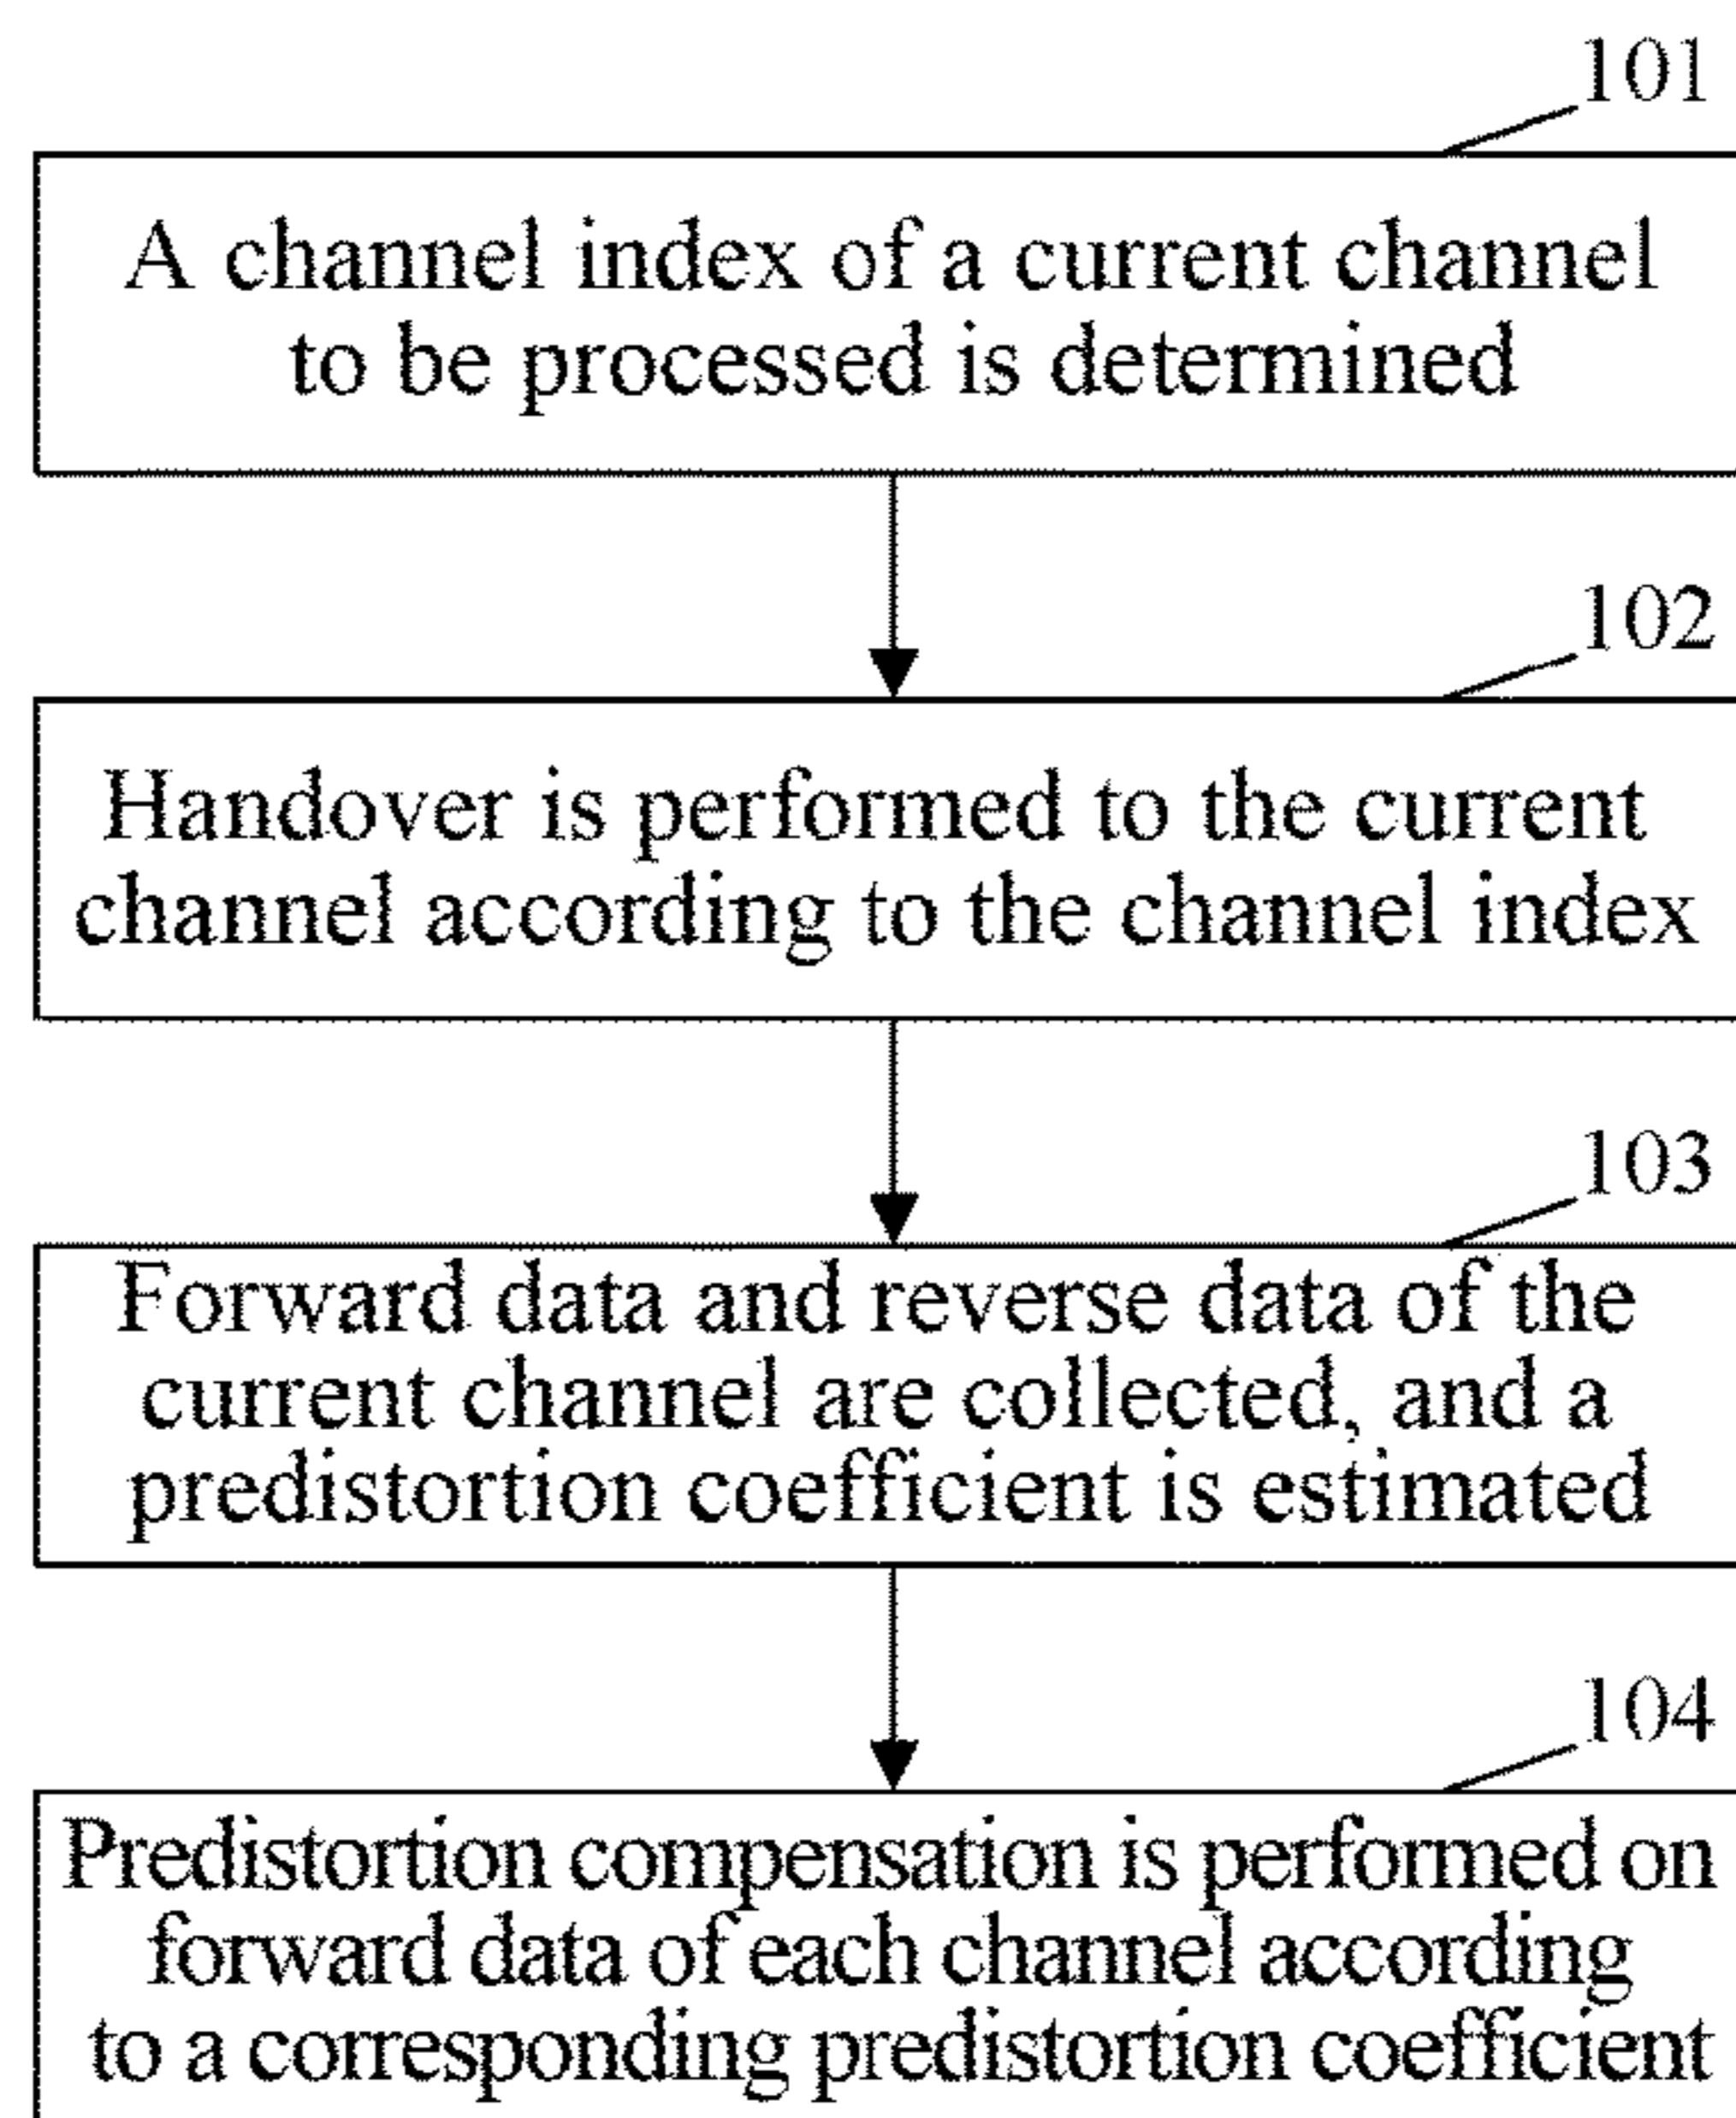 101
A channel index of a current channel
to be processed is determined
102
Handover is performed to the current
channel according to the channel index
103
Forward data and reverse data of the
current channel are collected, and a
predistortion coefficient is estimated
104
Predistortion compensation is performed on
forward data of each channel according
to a corresponding predistortion coefficient